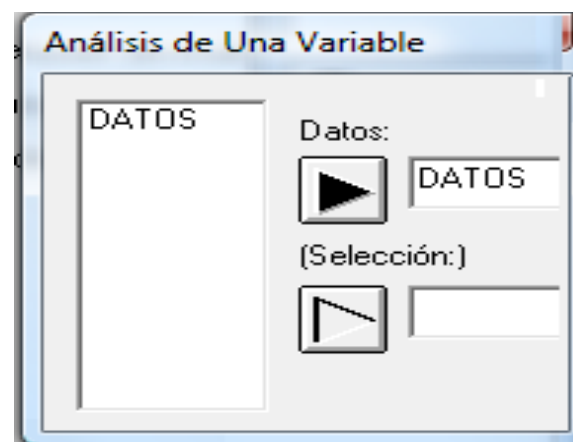 Análisis de Una Variable
DATOS
Datos:
DATOS
(Selección:)